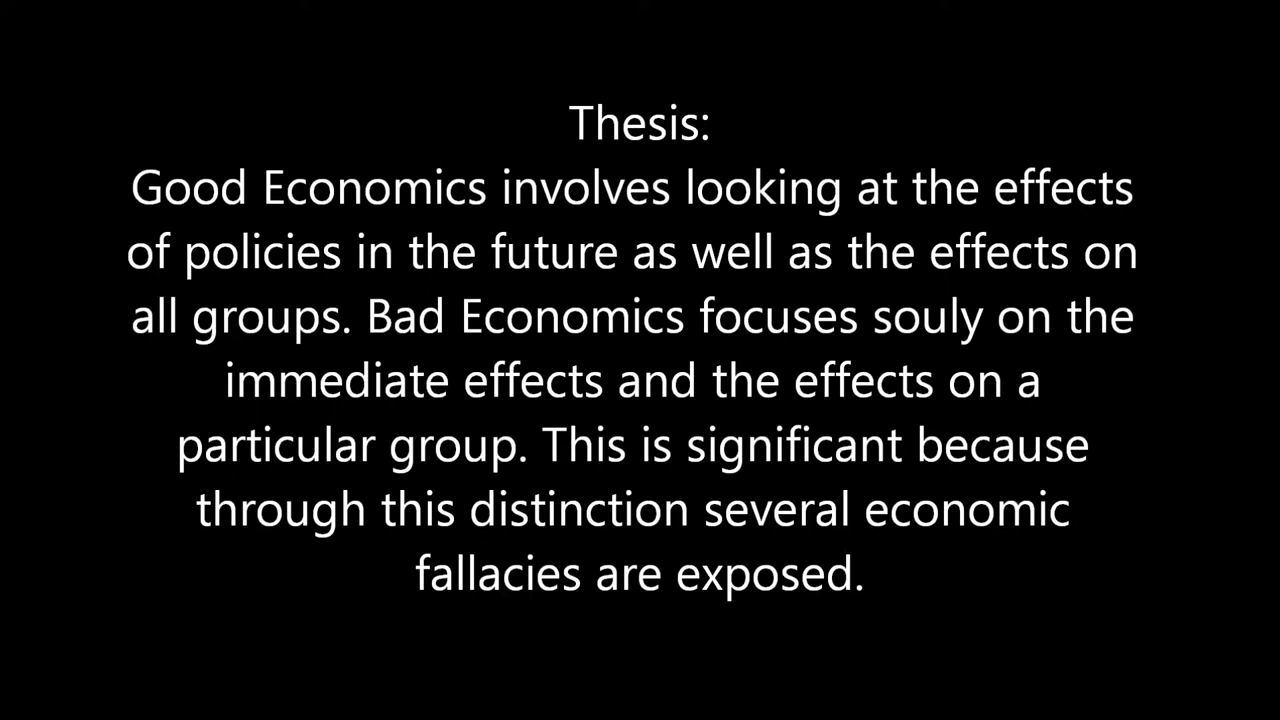 Thesis:
Good Economics involves looking at the effects
of policies in the future as well as the effects on
all groups. Bad Economics focuses souly on the
immediate effects and the effects on a
particular group. This is significant because
through this distinction several economic
fallacies are exposed.